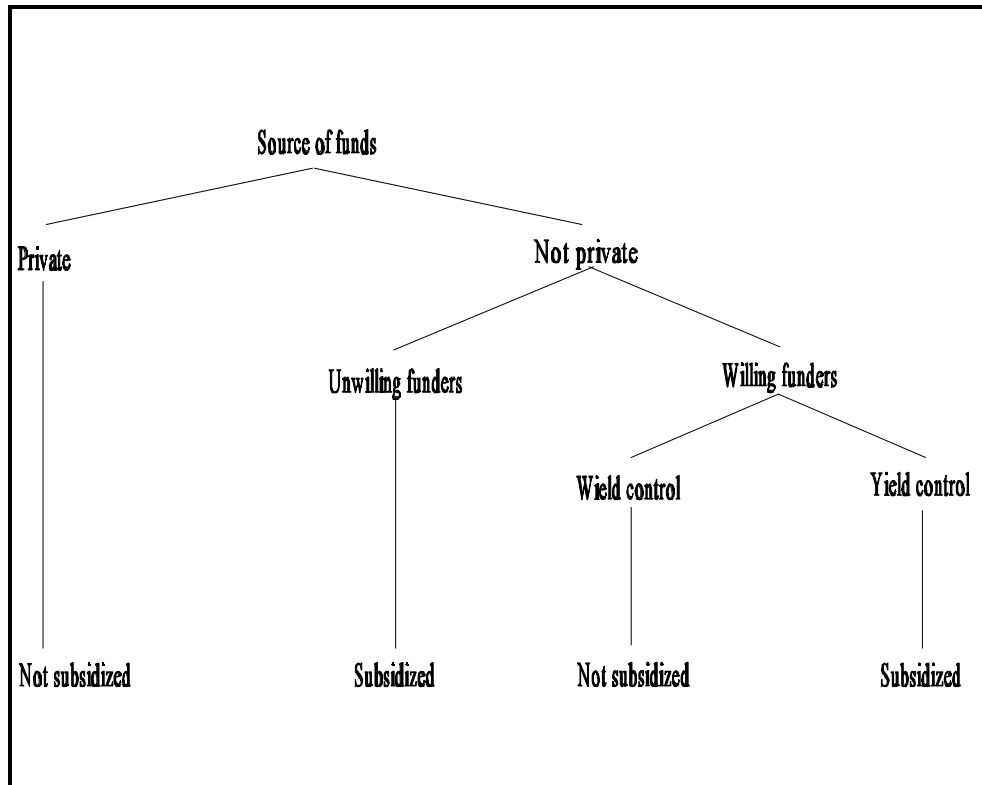 Source of funds
Private
Not private
Unwilling funders
Willing funders
Wield control
Yield control
Not subsidized
Subsidized
Not subsidized
Subsidized